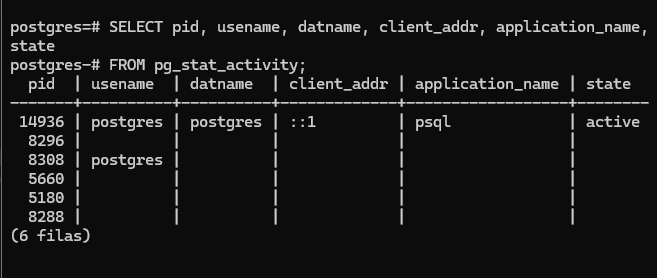 postgres=# SELECT pid, usename, datname, client_addr, application_name,
state
postgres-# FROM pg_stat_activity;
  pid  | usename  | datname  | client_addr | application_name | state
-------+----------+----------+-------------+------------------+--------
 14936 | postgres | postgres | ::1         | psql             | active
  8296 |          |          |             |                  |
  8308 | postgres |          |             |                  |
  5660 |          |          |             |                  |
  5180 |          |          |             |                  |
  8288 |          |          |             |                  |
(6 filas)